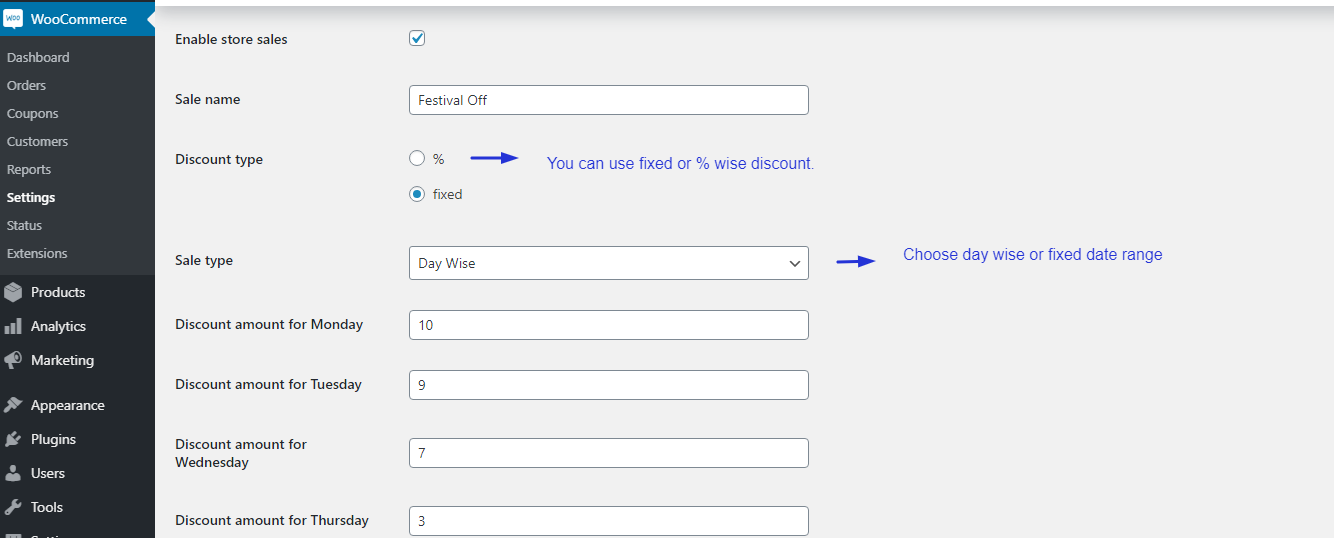 Woo WooCommerce
Dashboard
Orders
Coupons
Customers
Reports
Settings
Status
Extensions
Products
Analytics
Marketing
Appearance
Plugins
Users
Tools
Enable store sales
Sale name
Festival Off
Discount type
%
You can use fixed or % wise discount.
fixed
Sale type
Day Wise
Choose day wise or fixed date range
Discount amount for Monday
10
Discount amount for Tuesday
9
Discount amount for
Wednesday
7
Discount amount for Thursday
3